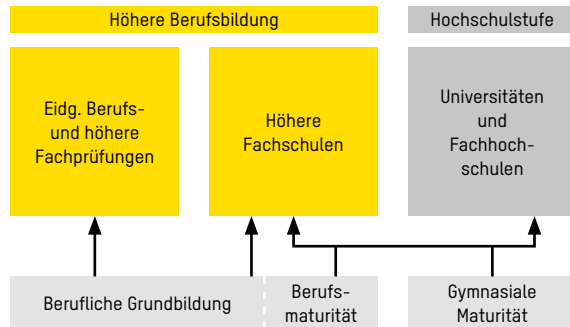 Höhere Berufsbildung
Hochschulstufe
Eidg. Berufs-
und höhere
Fachprüfungen
Höhere
Fachschulen
Universitäten
und
Fachhoch-
schulen
Berufliche Grundbildung
Berufs-
maturität
Gymnasiale
Maturität